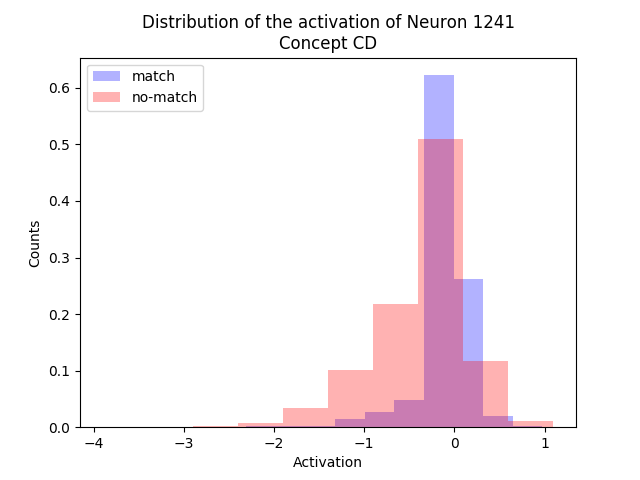 Distribution of the activation of Neuron 1241
Concept CD
match
no-match
0.6
0.5
0.4
0.3
0.2
0.1
0.0
Counts
−4
−3
−2
−1
0
1
Activation